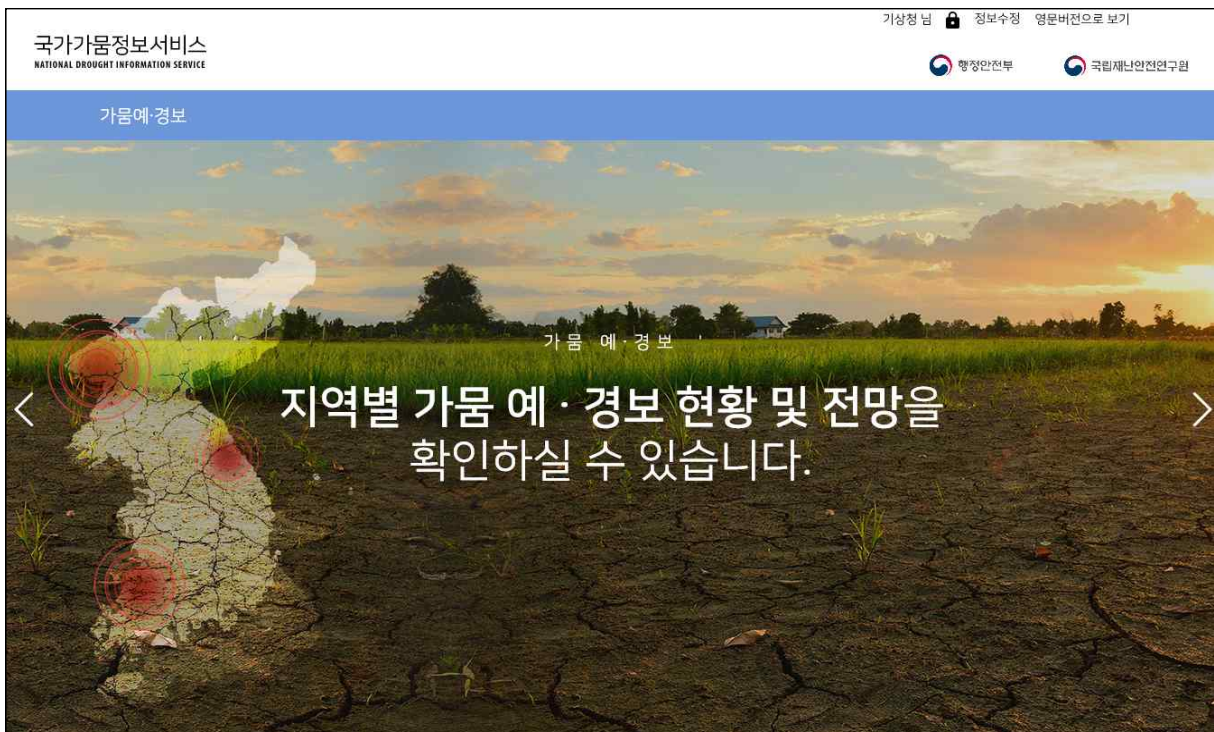 기상청 님 정보수정 영문버전으로 보기
국가가뭄정보서비스
NATIONAL DROUGHT INFORMATION SERVICE
행정안전부 국립재난안전연구원
가뭄예·경보
가뭄 예·경보
지역별 가뭄 예·경보 현황 및 전망을
확인하실 수 있습니다.